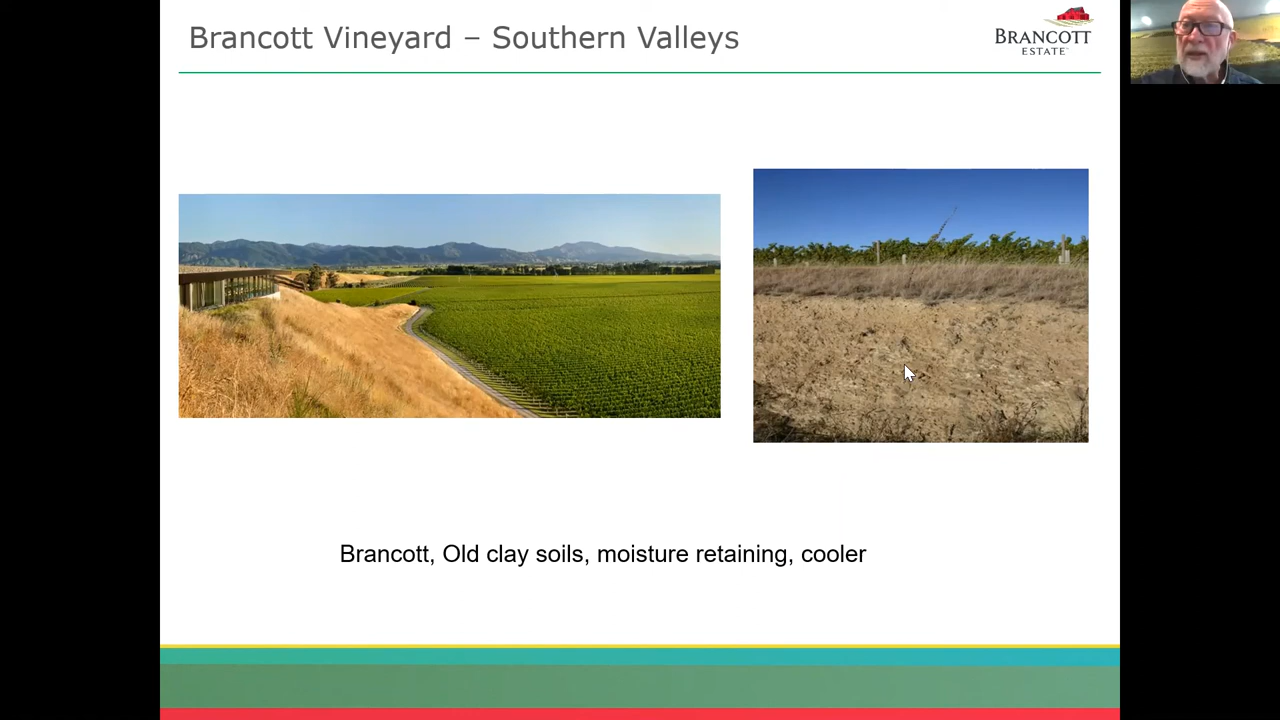 Brancott Vineyard – Southern Valleys
BRANCOTT
ESTATE
Brancott, Old clay soils, moisture retaining, cooler